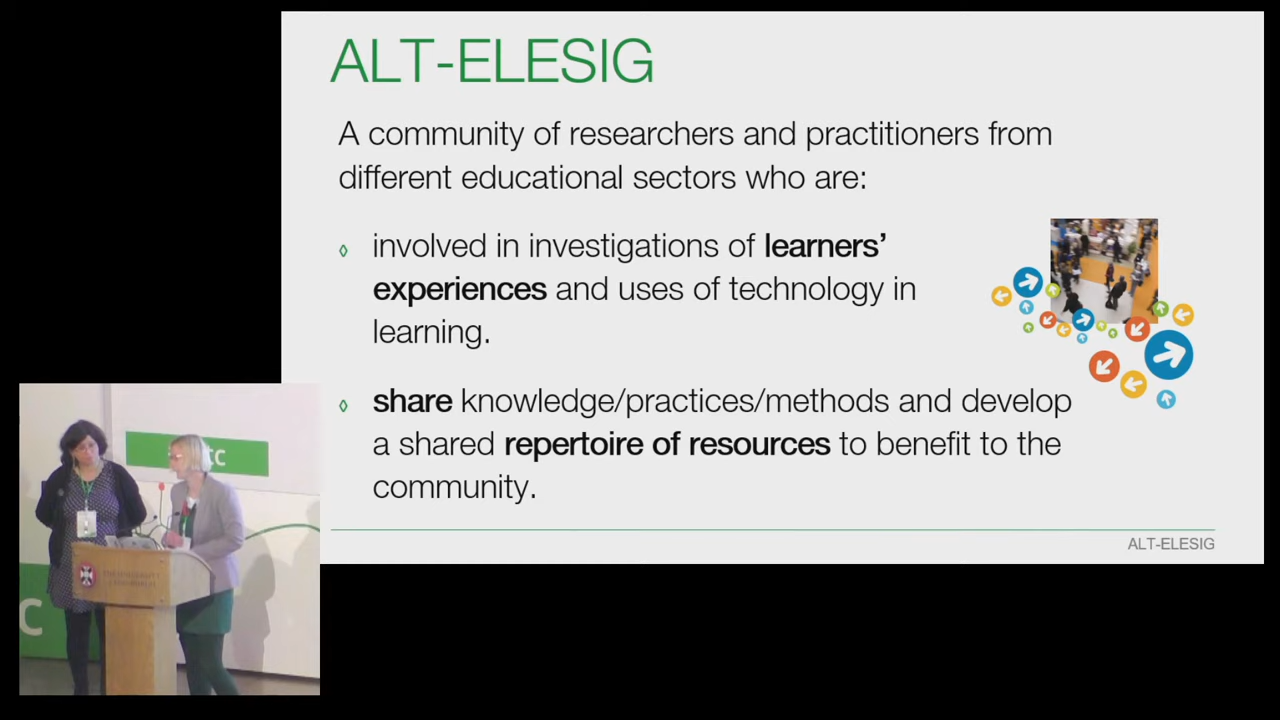 ALT-ELESIG
A community of researchers and practitioners from
different educational sectors who are:
◊ involved in investigations of learners’
experiences and uses of technology in
learning.
◊ share knowledge/practices/methods and develop
a shared repertoire of resources to benefit to the
community.
ALT-ELESIG